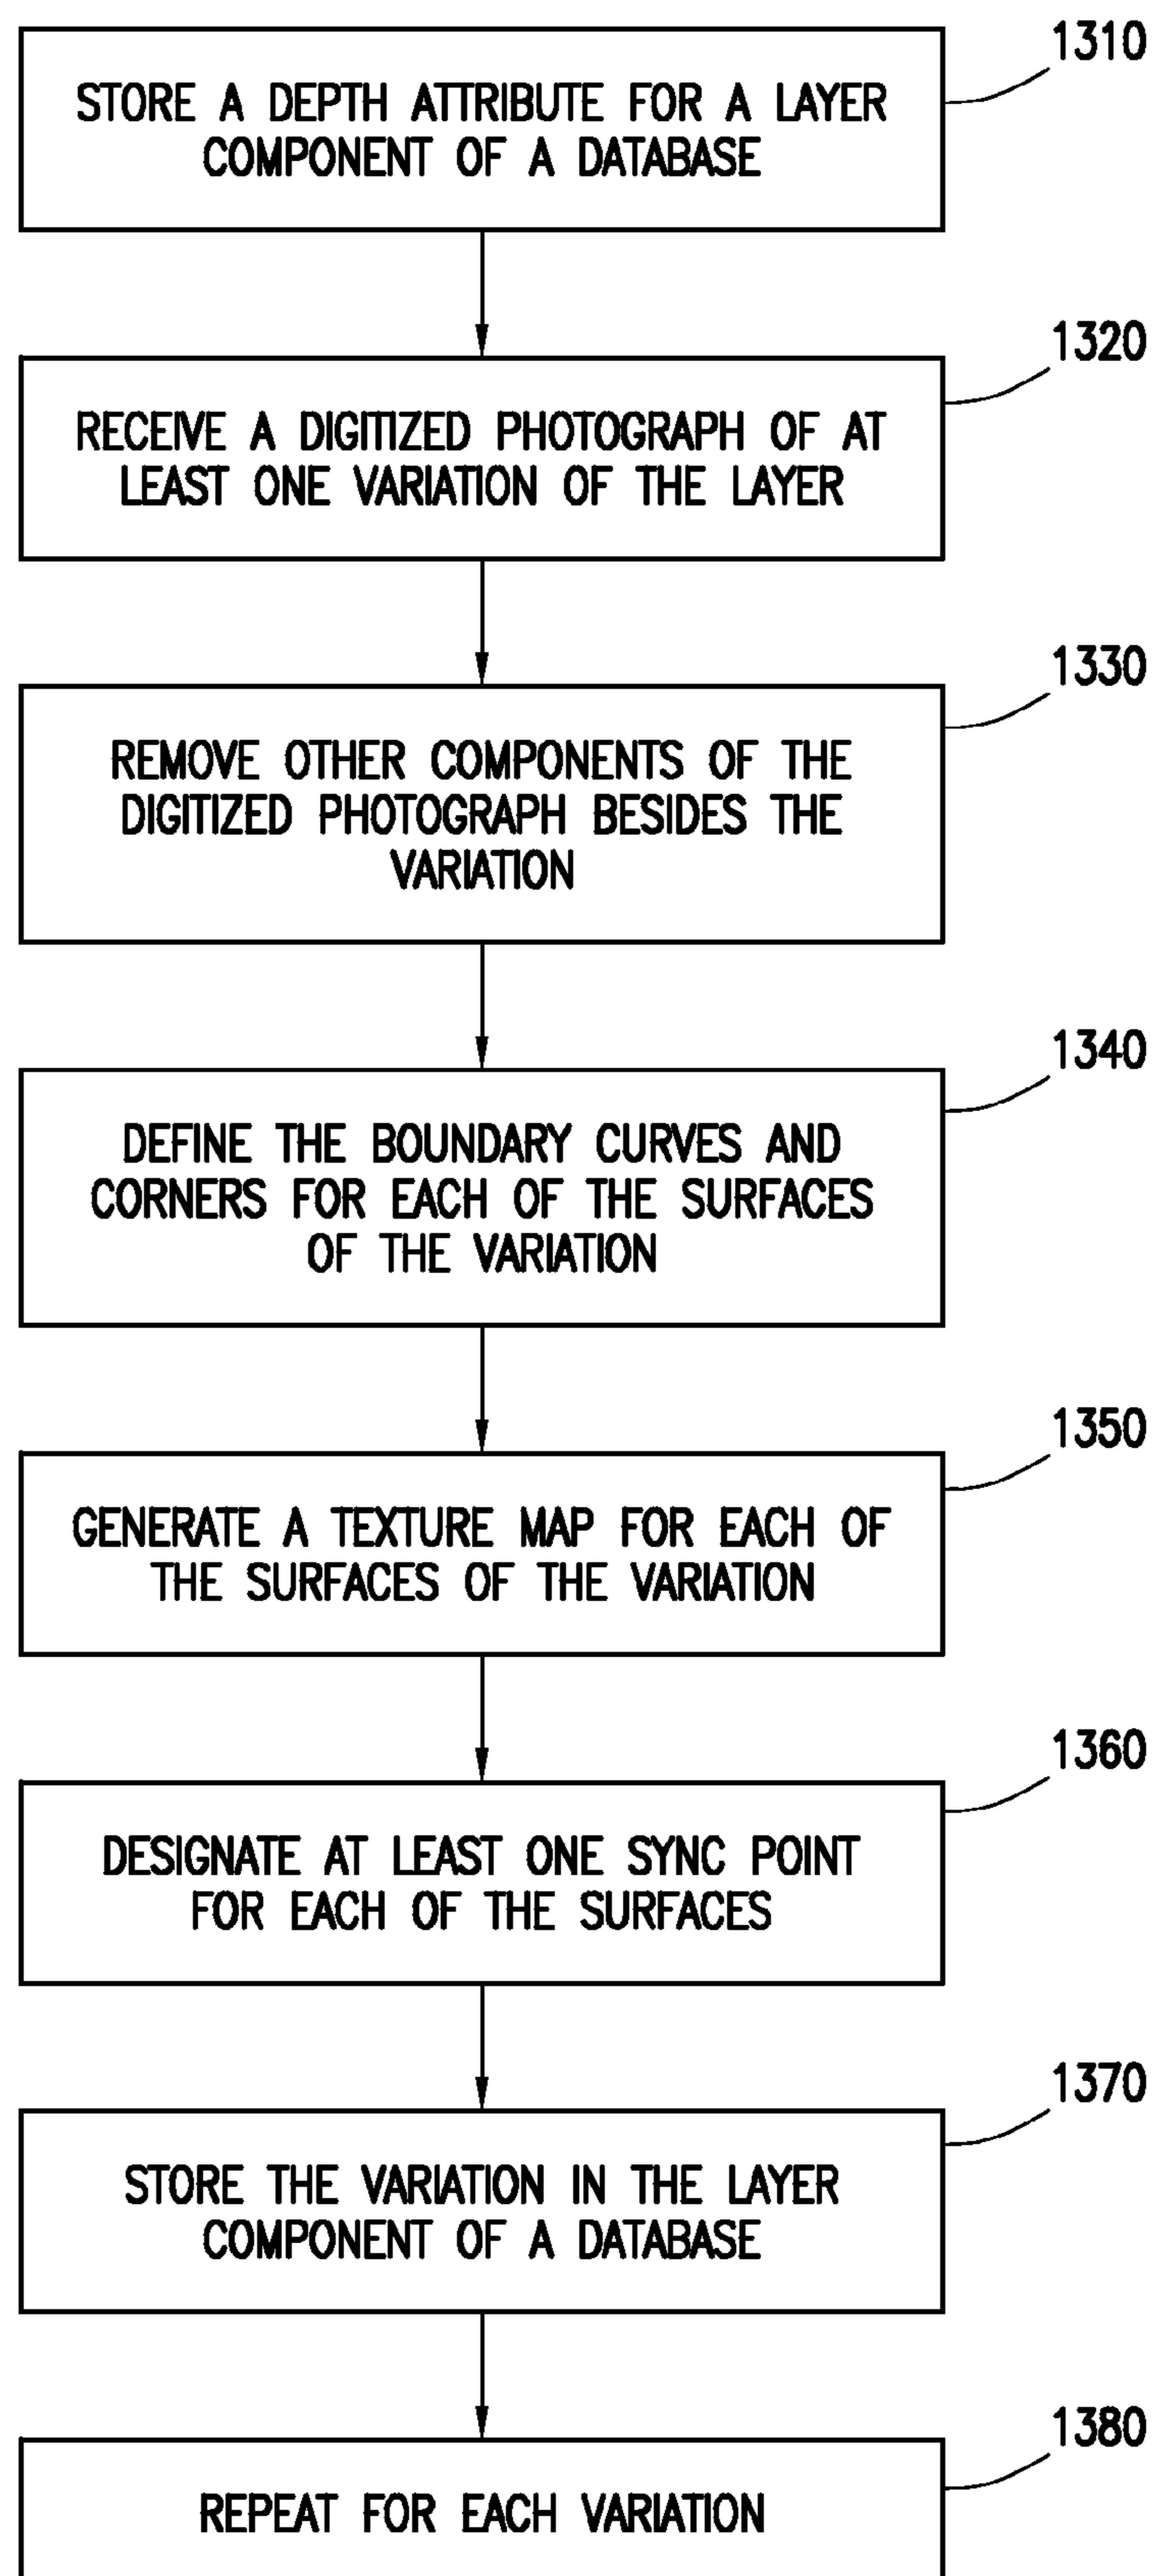 1310
STORE A DEPTH ATTRIBUTE FOR A LAYER
COMPONENT OF A DATABASE
1320
RECEIVE A DIGITIZED PHOTOGRAPH OF AT
LEAST ONE VARIATION OF THE LAYER
1330
REMOVE OTHER COMPONENTS OF THE
DIGITIZED PHOTOGRAPH BESIDES THE
VARIATION
1340
DEFINE THE BOUNDARY CURVES AND
CORNERS FOR EACH OF THE SURFACES
OF THE VARIATION
1350
GENERATE A TEXTURE MAP FOR EACH OF
THE SURFACES OF THE VARIATION
1360
DESIGNATE AT LEAST ONE SYNC POINT
FOR EACH OF THE SURFACES
1370
STORE THE VARIATION IN THE LAYER
COMPONENT OF A DATABASE
1380
REPEAT FOR EACH VARIATION